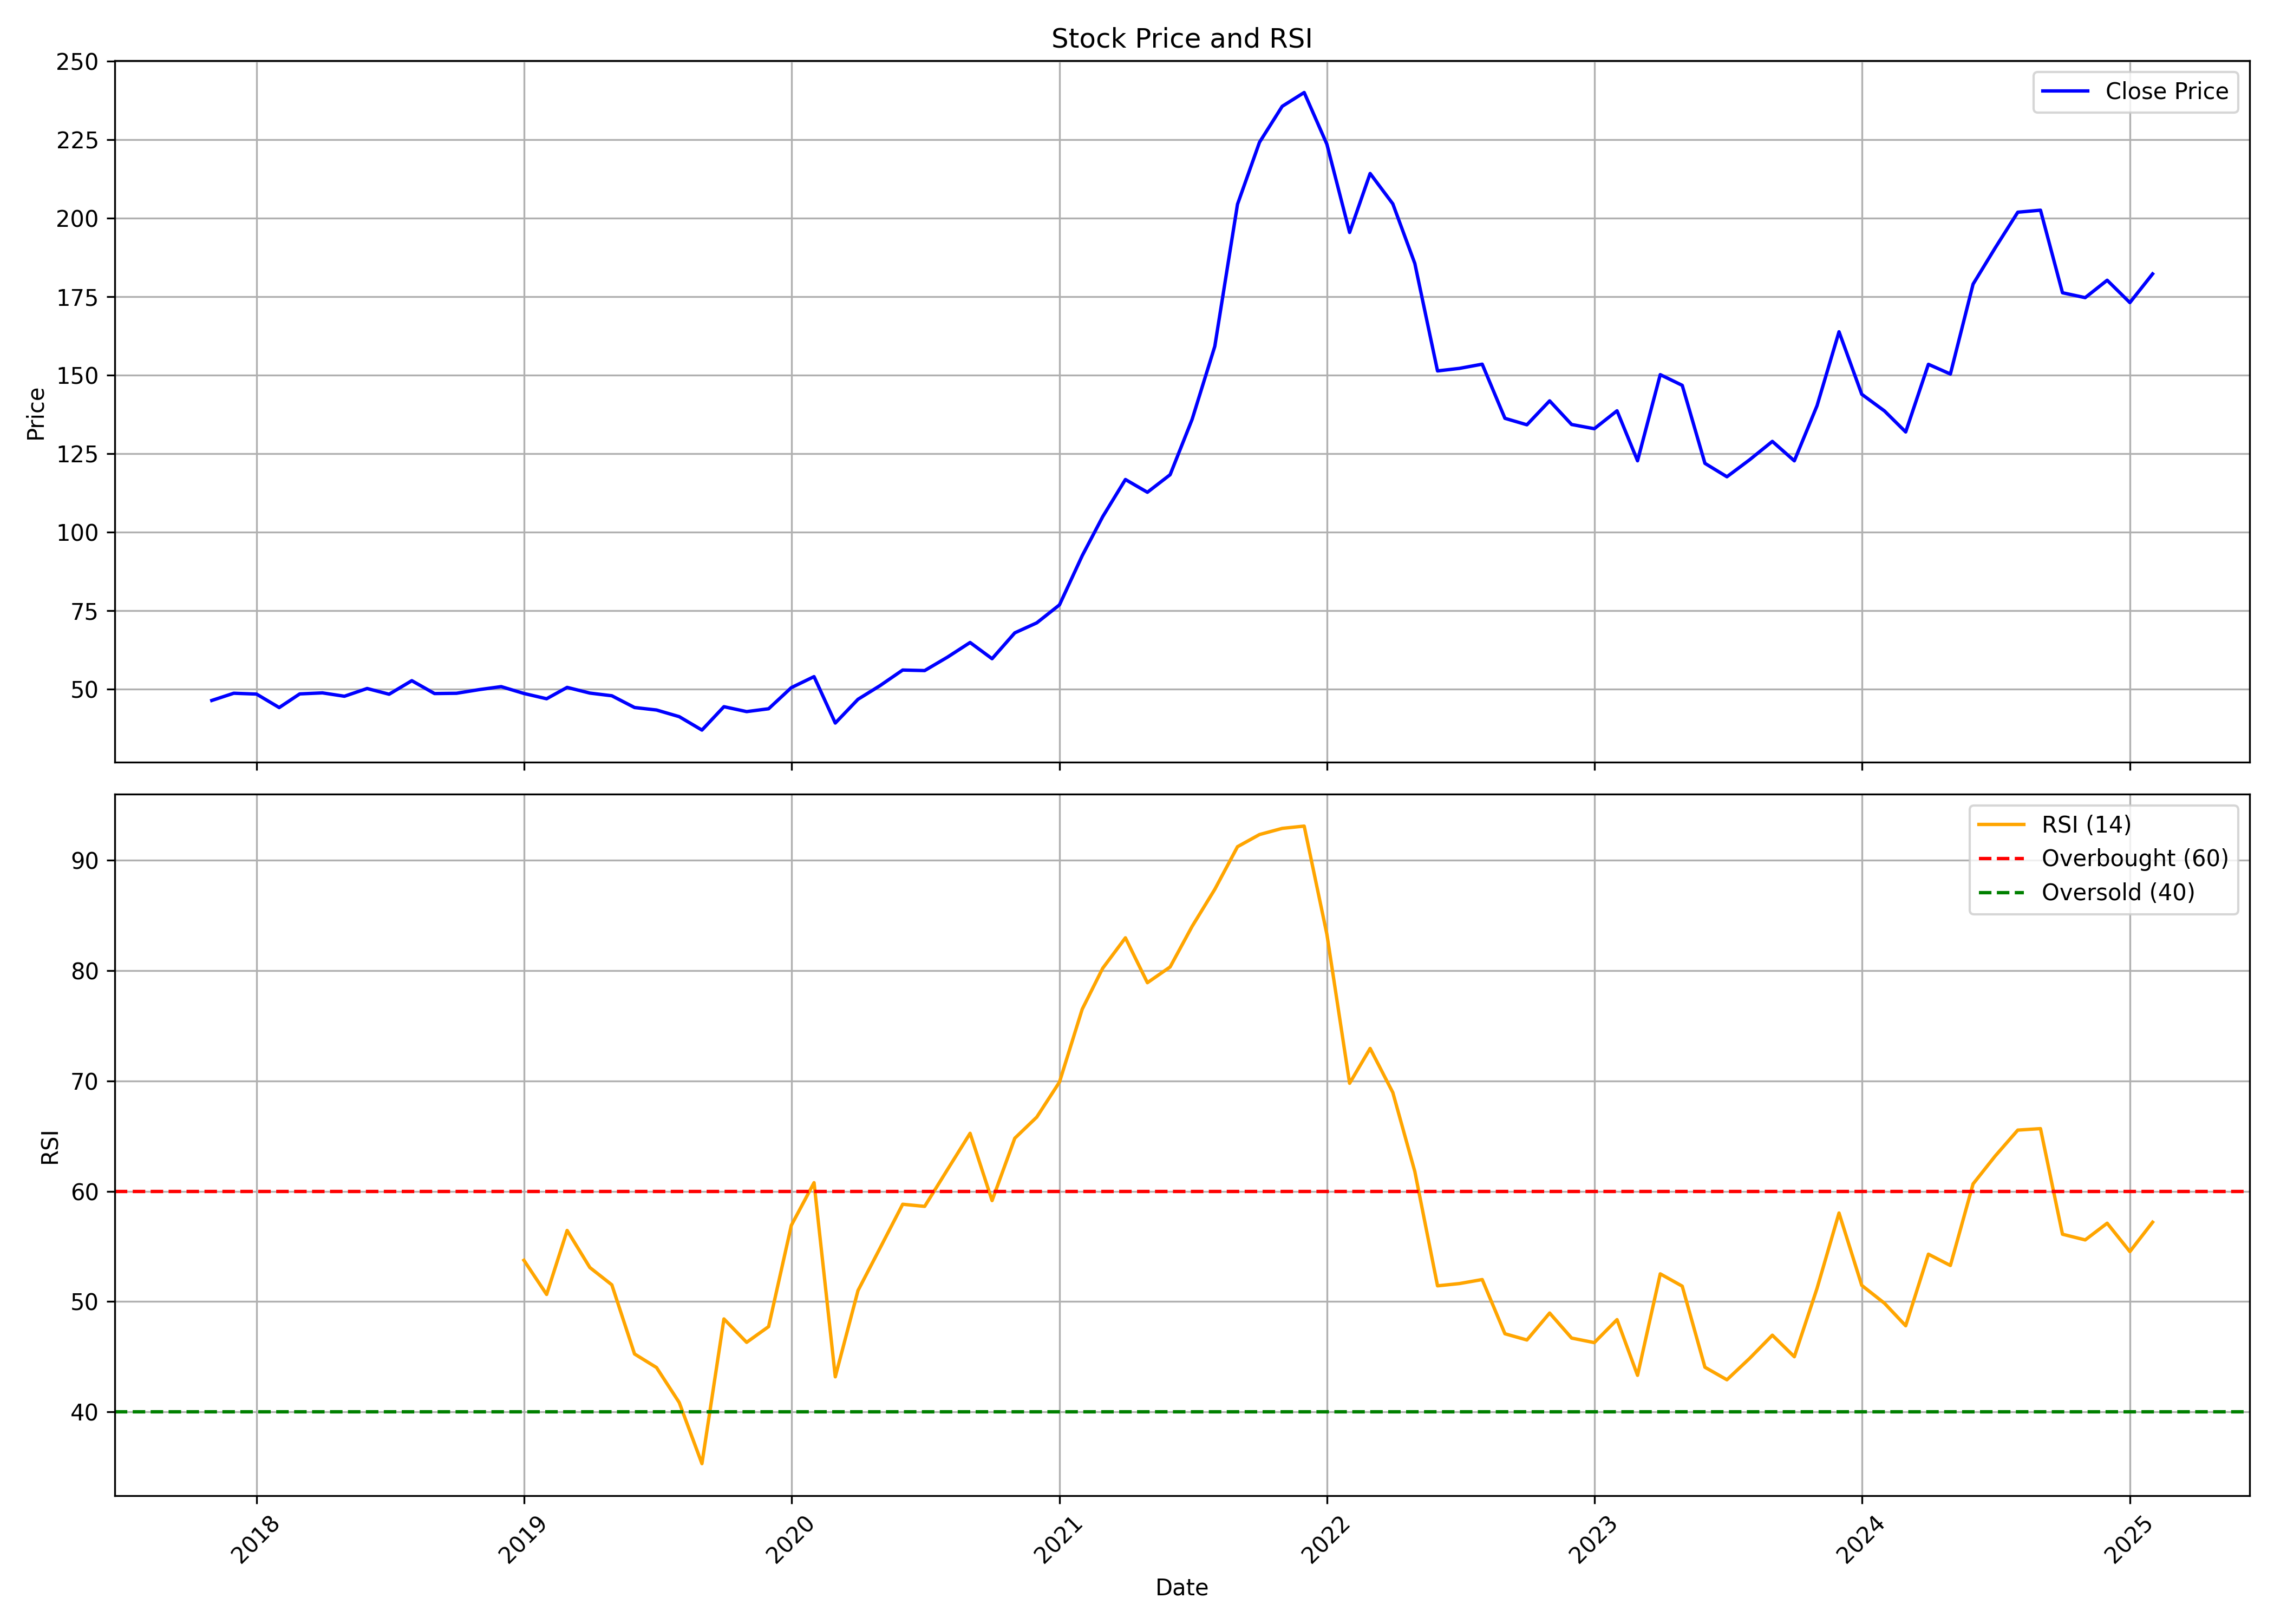 Stock Price and RSI
250
225
200
175
150
125
100
75
50
Price
Close Price
90
80
70
60
50
40
RSI
RSI (14)
Overbought (60)
Oversold (40)
2018
2019
2020
2021
2022
2023
2024
2025
Date